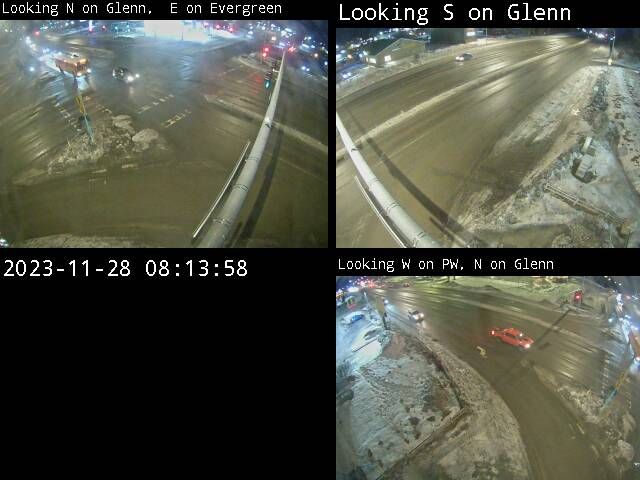 Looking N on Glenn,  E on Evergreen
Looking S on Glenn
2023-11-28 08:13:58
Looking W on PW, N on Glenn